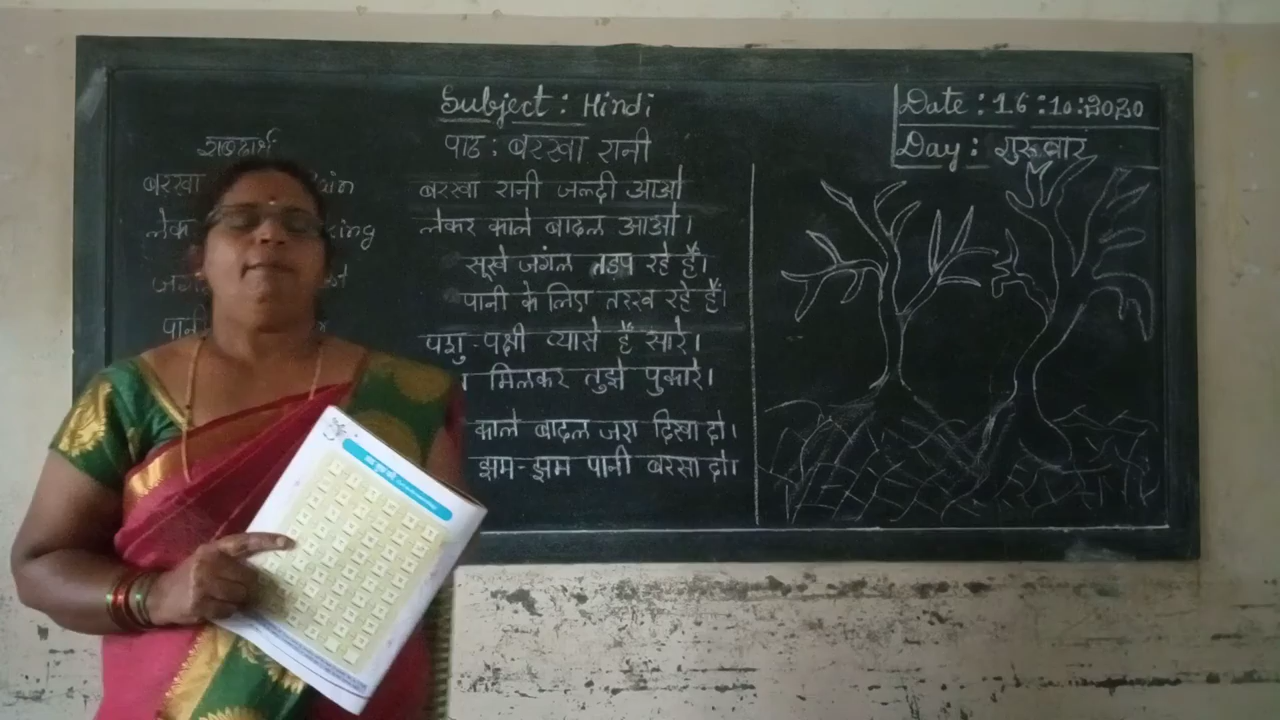 Subject : Hindi
पाठ : बरखा रानी
Date : 16 : 10 : 2020
Day : गुरूवार
शब्दार्थ
बरखा
पानी
बरखा रानी जल्दी आओ
लेकर काले बादल आओ।
सूखे जंगल तड़प रहे हैं।
पानी के लिए तरस रहे हैं।
पशु-पक्षी प्यासे हैं सारे।
मिलकर तुझे पुकारे।
काले बादल जरा दिखा दो।
झम-झम पानी बरसा दो।